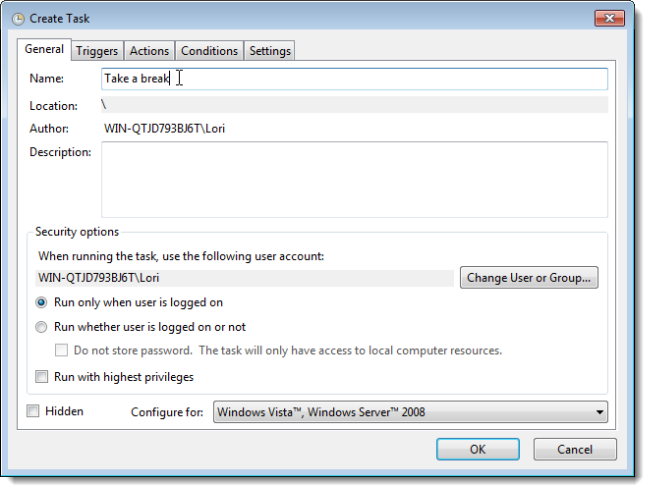 Create Task
General Triggers Actions Conditions Settings
Name: Take a break
Location: \
Author: WIN-QTJD793BJ6T\Lori
Description:
Security options
When running the task, use the following user account:
WIN-QTJD793BJ6T\Lori Change User or Group...
Run only when user is logged on
Run whether user is logged on or not
Do not store password. The task will only have access to local computer resources.
Run with highest privileges
Hidden Configure for: Windows Vista™, Windows Server™ 2008
OK Cancel